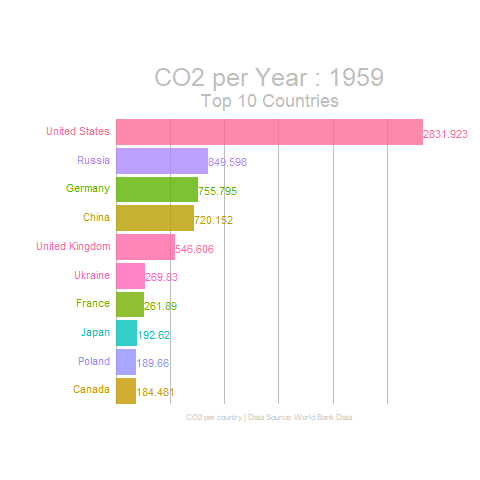 CO2 per Year : 1959
Top 10 Countries
United States 2831.923
Russia 849.598
Germany 755.795
China 720.152
United Kingdom 546.606
Ukraine 269.83
France 261.89
Japan 192.62
Poland 189.66
Canada 184.481
CO2 per country | Data Source: World Bank Data